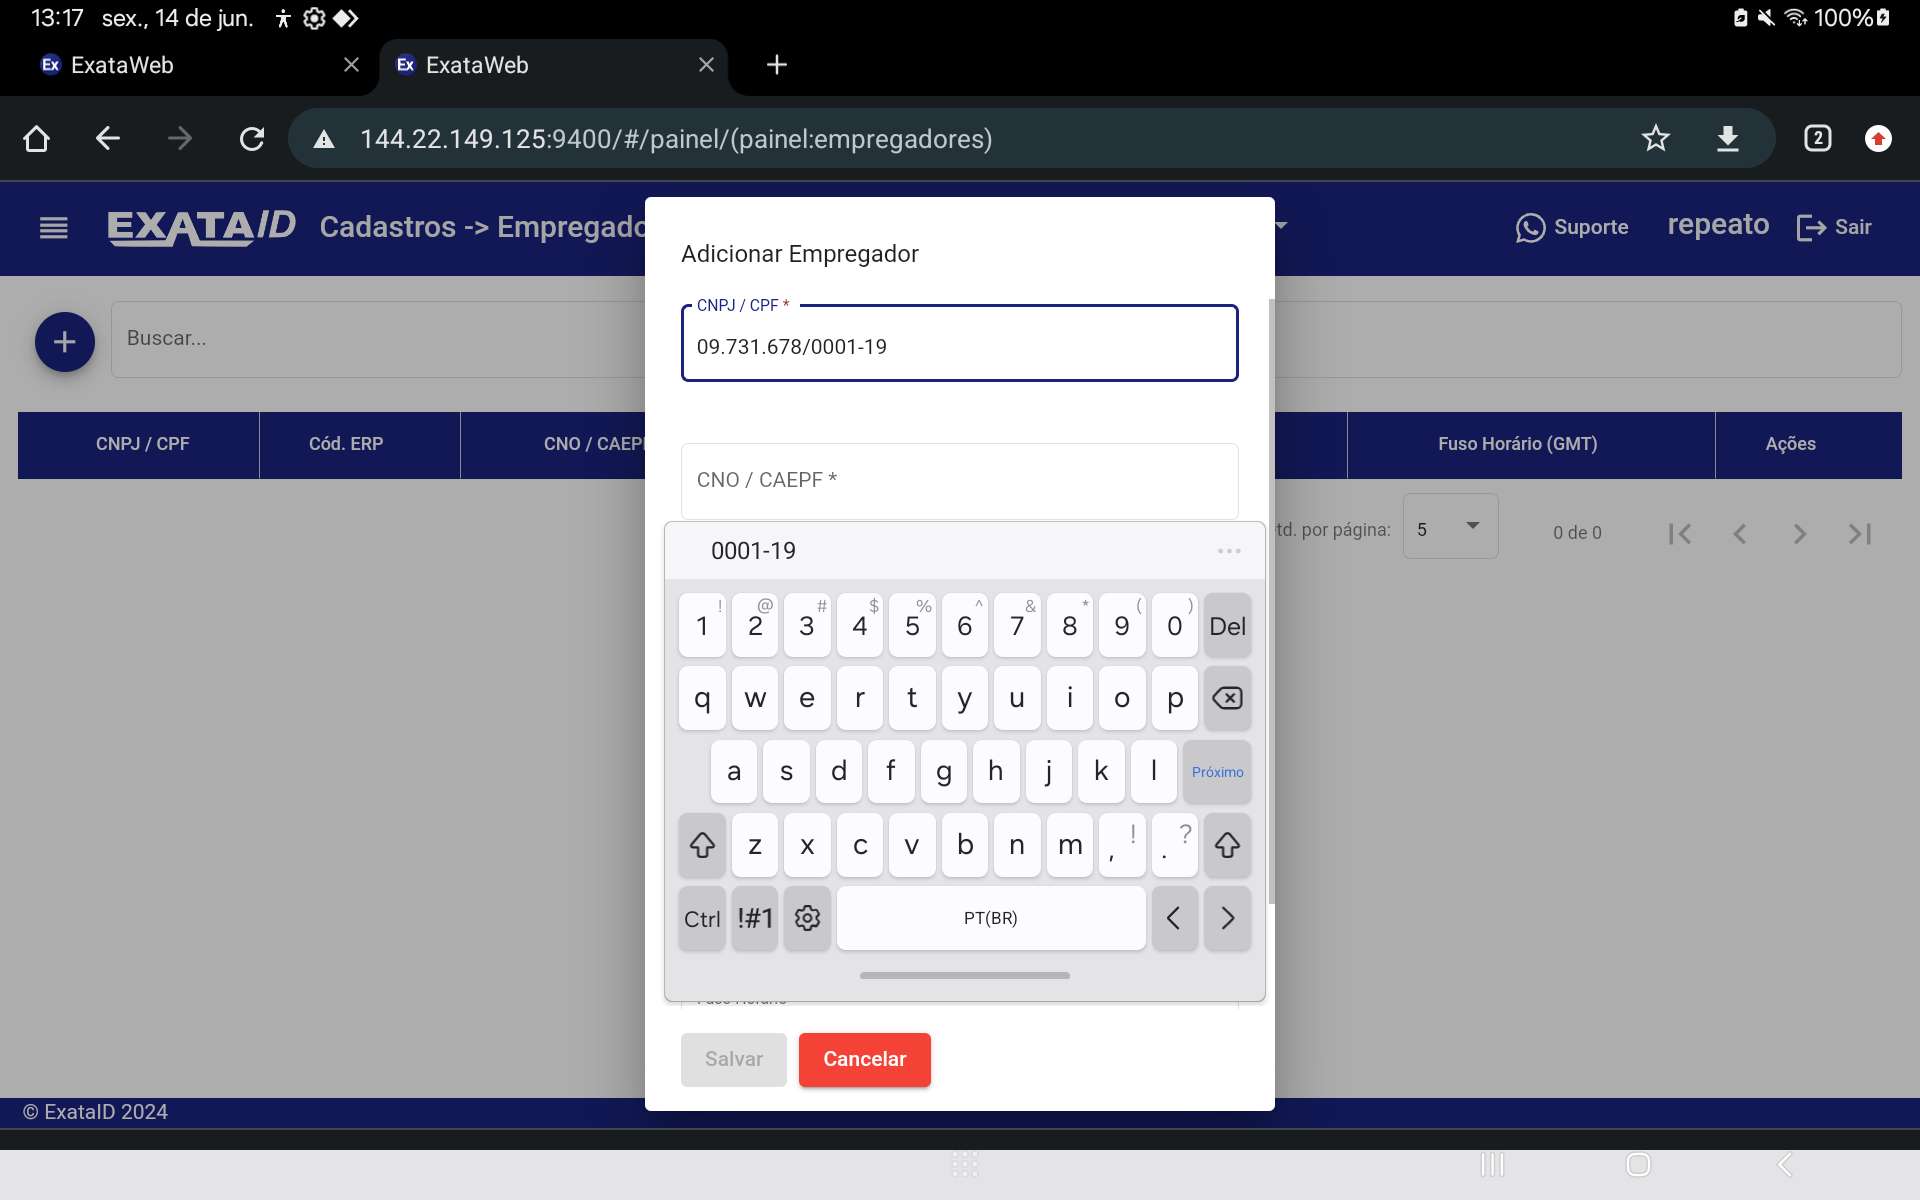 13:17 sex., 14 de jun. 100%
Ex ExataWeb
Ex ExataWeb
144.22.149.125:9400/#/painel/(painel:empregadores) 2
EXATAID Cadastros -> Empregado Suporte repeato Sair
Adicionar Empregador
CNPJ / CPF *
09.731.678/0001-19
Buscar...
CNPJ / CPF Cód. ERP CNO / CAEP Fuso Horário (GMT) Ações
CNO / CAEPF *
td. por página: 5 0 de 0
0001-19
! @ # $ % ^ & * ( )
1 2 3 4 5 6 7 8 9 0 Del
q w e r t y u i o p
a s d f g h j k l Próximo
z x c v b n m , ! . ?
Ctrl !#1 PT(BR)
Salvar Cancelar
© ExataID 2024